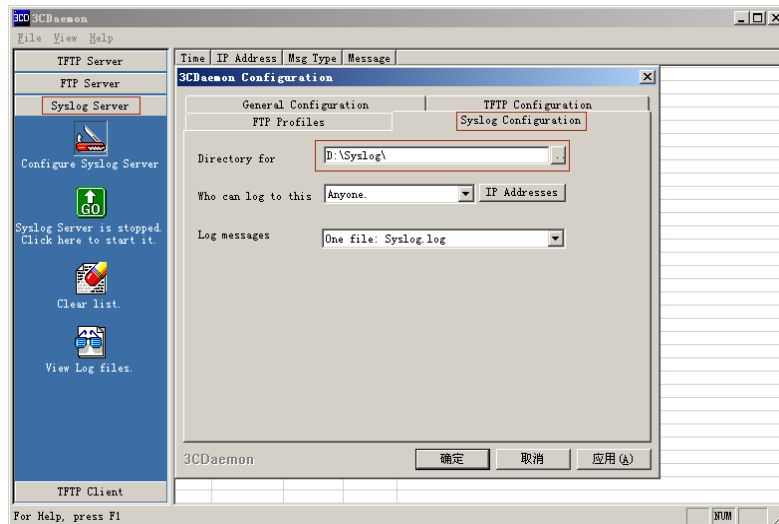 3CD 3CDaemon
File View Help
TFTP Server
FTP Server
Syslog Server
Configure Syslog Server
GO
Syslog Server is stopped.
Click here to start it.
Clear list.
View Log files.
TFTP Client
Time IP Address Msg Type Message
3CDaemon Configuration
General Configuration TFTP Configuration
FTP Profiles Syslog Configuration
Directory for D:\Syslog\ ..
Who can log to this Anyone. IP Addresses
Log messages One file: Syslog.log
3CDaemon 确定 取消 应用(A)
For Help, press F1 NUM